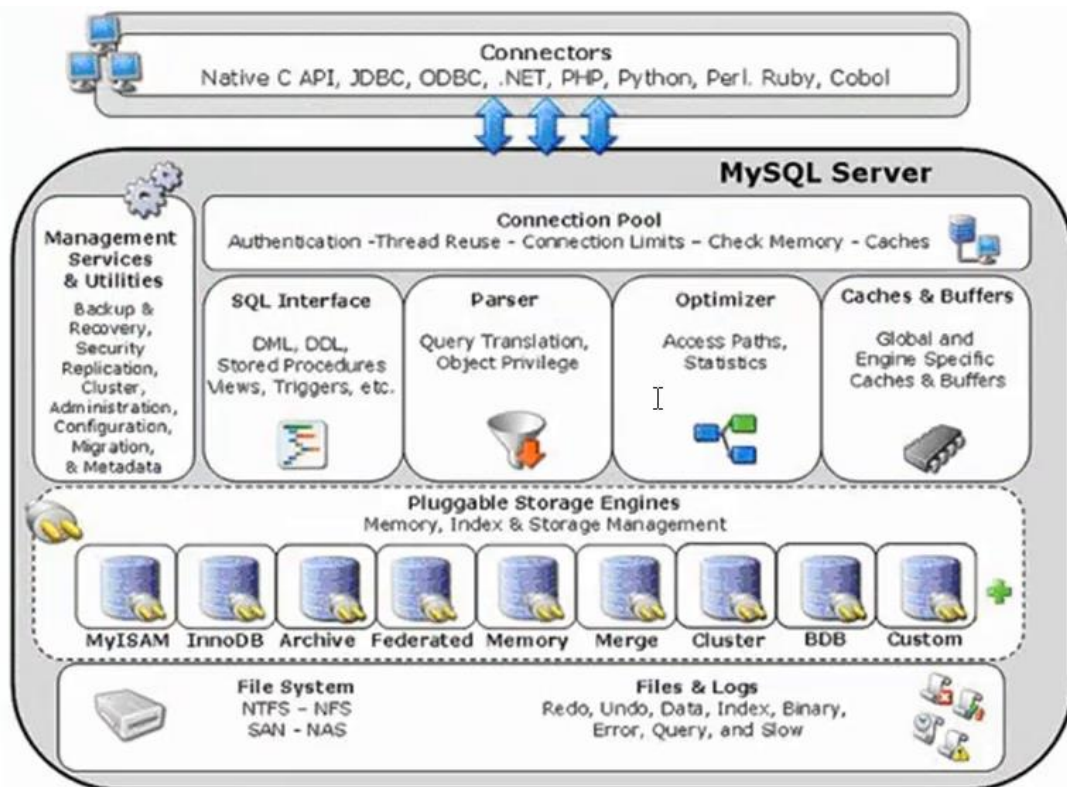 Connectors
Native C API, JDBC, ODBC, .NET, PHP, Python, Perl. Ruby, Cobol
MySQL Server
Management
Services
& Utilities
Backup &
Recovery,
Security
Replication,
Cluster,
Administration,
Configuration,
Migration,
& Metadata
Connection Pool
Authentication -Thread Reuse - Connection Limits – Check Memory - Caches
SQL Interface
DML, DDL,
Stored Procedures
Views, Triggers, etc.
Parser
Query Translation,
Object Privilege
Optimizer
Access Paths,
Statistics
Caches & Buffers
Global and
Engine Specific
Caches & Buffers
Pluggable Storage Engines
Memory, Index & Storage Management
MyISAM InnoDB Archive Federated Memory Merge Cluster BDB Custom
File System
NTFS – NFS
SAN - NAS
Files & Logs
Redo, Undo, Data, Index, Binary,
Error, Query, and Slow